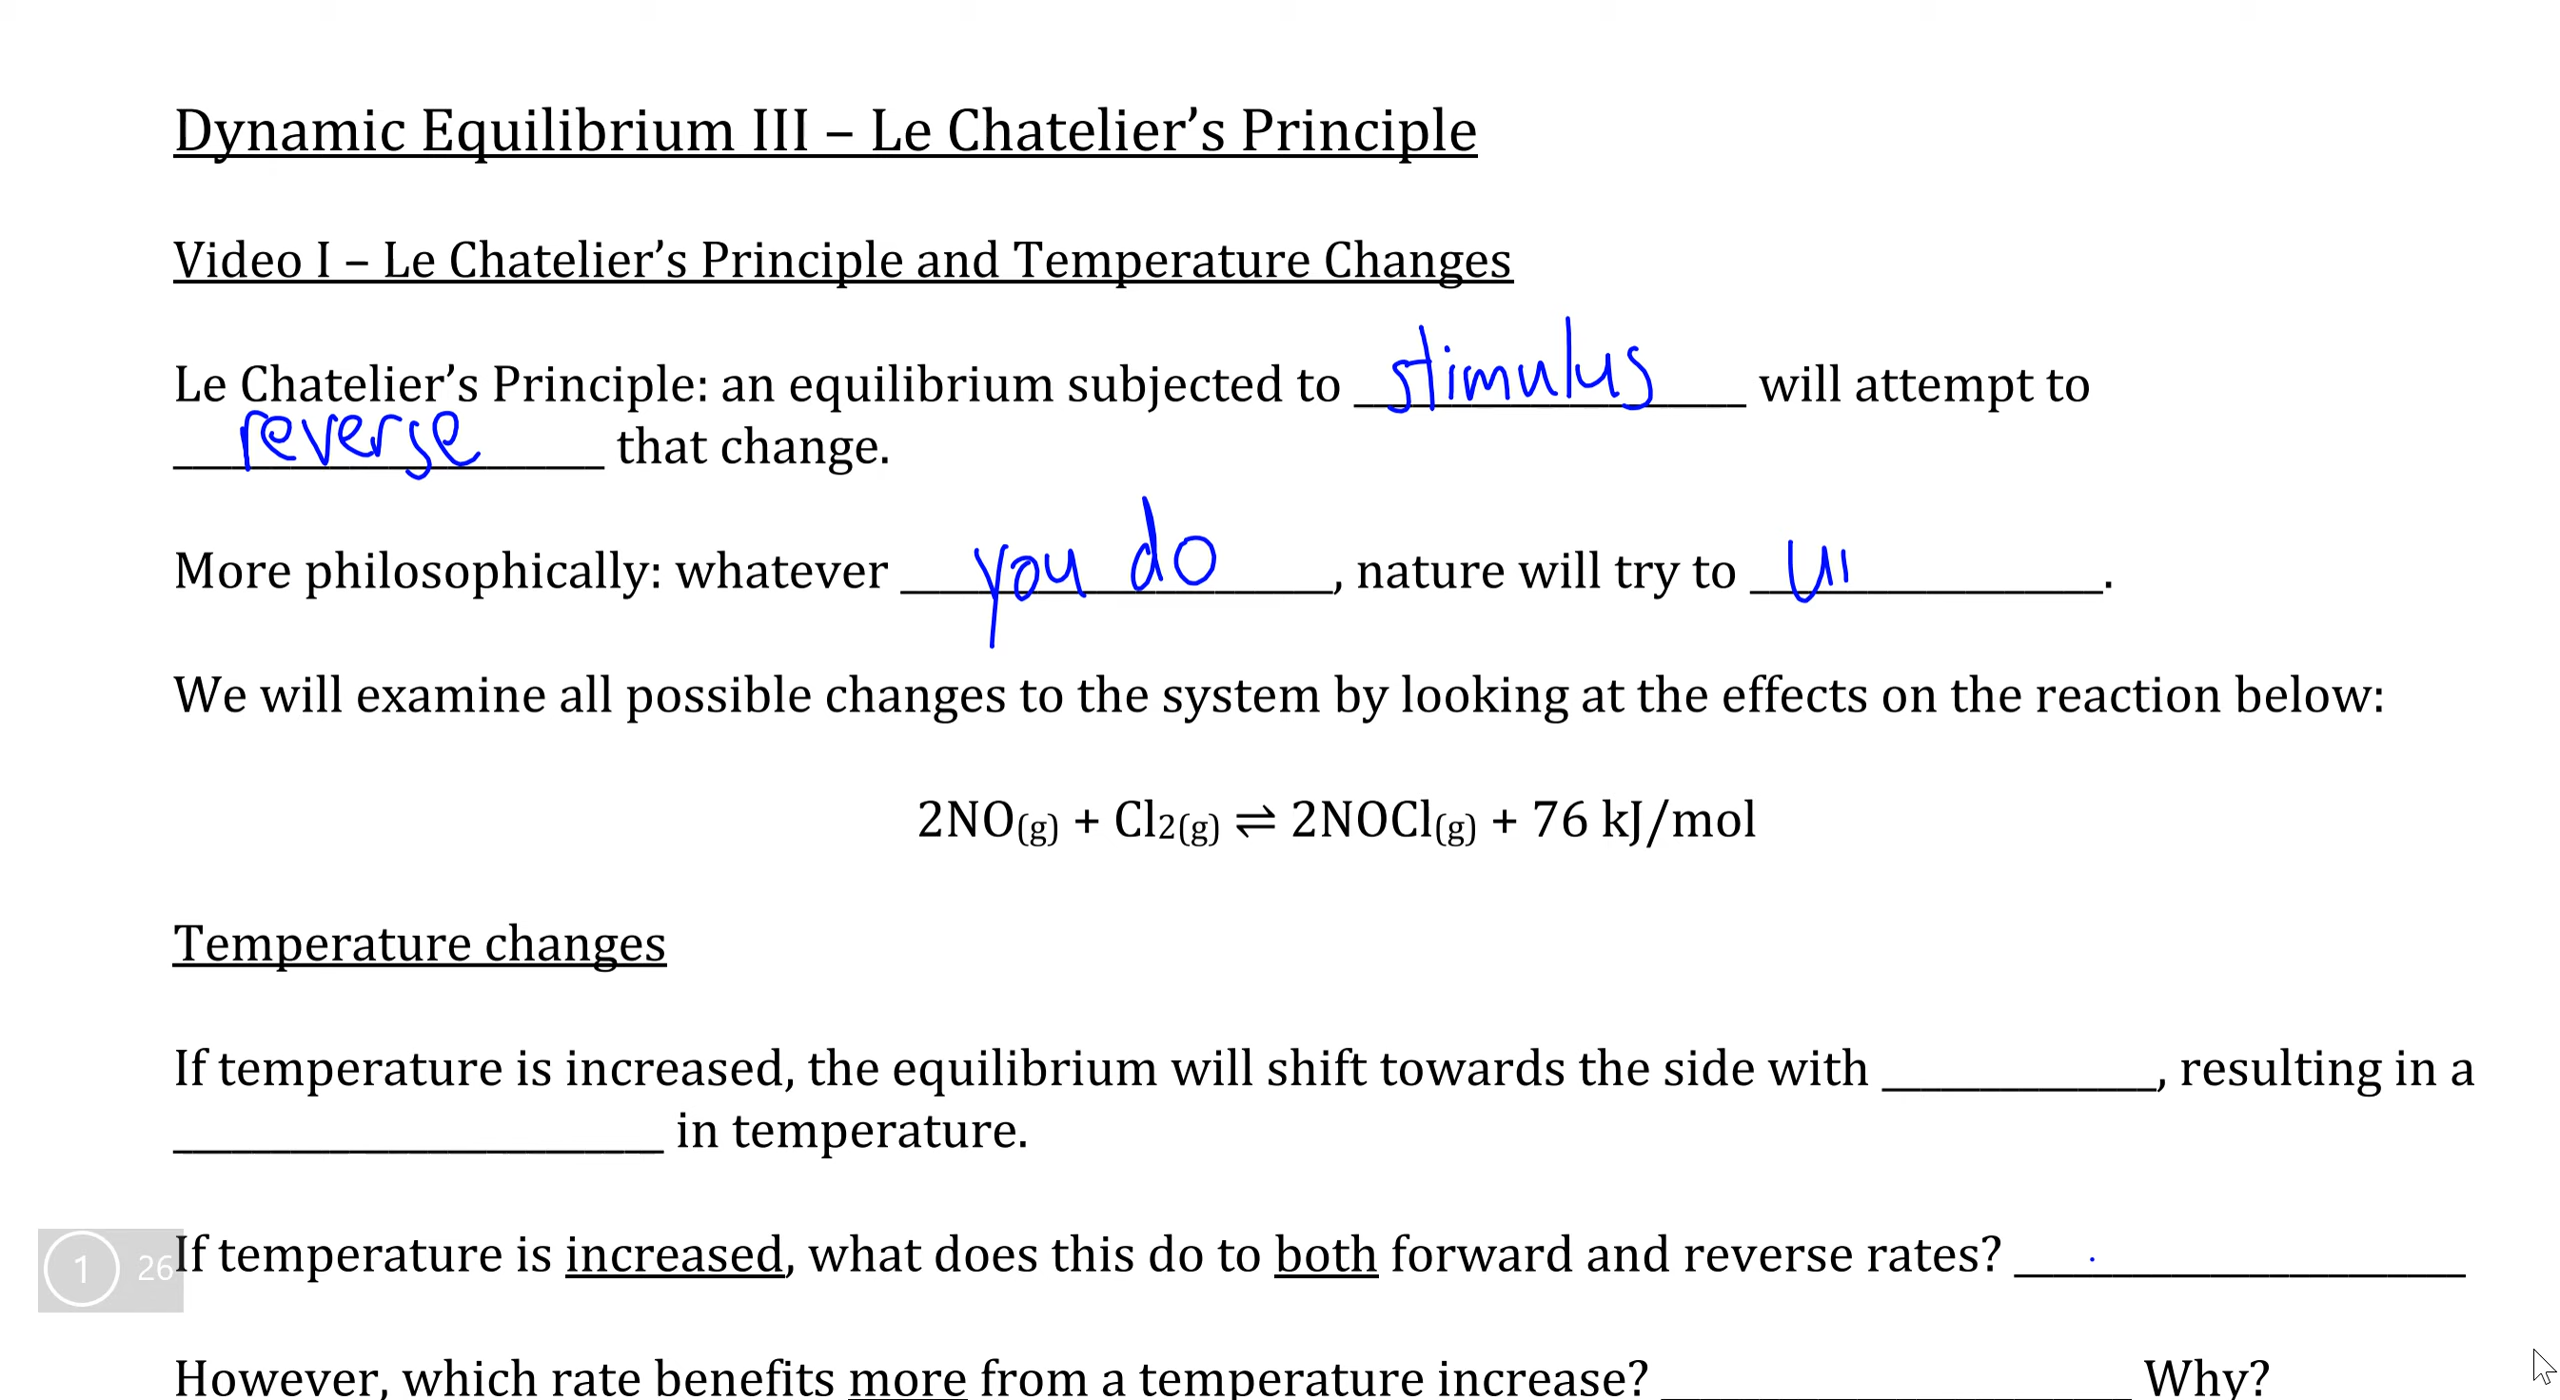 Dynamic Equilibrium III – Le Chatelier’s Principle
Video I – Le Chatelier’s Principle and Temperature Changes
Le Chatelier’s Principle: an equilibrium subjected to stimulus will attempt to
reverse that change.
More philosophically: whatever you do, nature will try to ____.
We will examine all possible changes to the system by looking at the effects on the reaction below:
2NO(g) + Cl2(g) ⇌ 2NOCl(g) + 76 kJ/mol
Temperature changes
If temperature is increased, the equilibrium will shift towards the side with ____, resulting in a
____ in temperature.
If temperature is increased, what does this do to both forward and reverse rates? ____
However, which rate benefits more from a temperature increase? ____ Why?
1 26